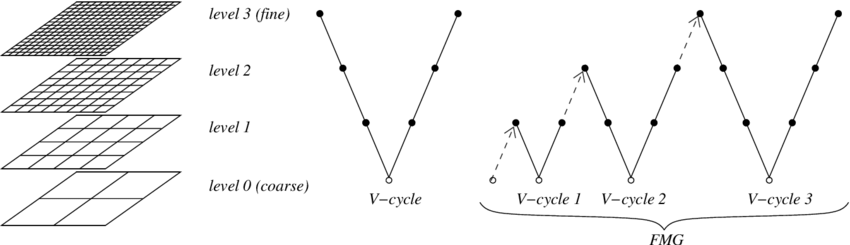 level 3 (fine)
level 2
level 1
level 0 (coarse)
V−cycle
V−cycle 1
V−cycle 2
V−cycle 3
FMG